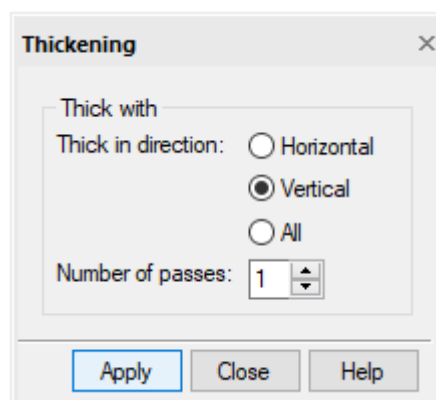 Thickening
Thick with
Thick in direction: Horizontal
Vertical
All
Number of passes: 1
Apply Close Help